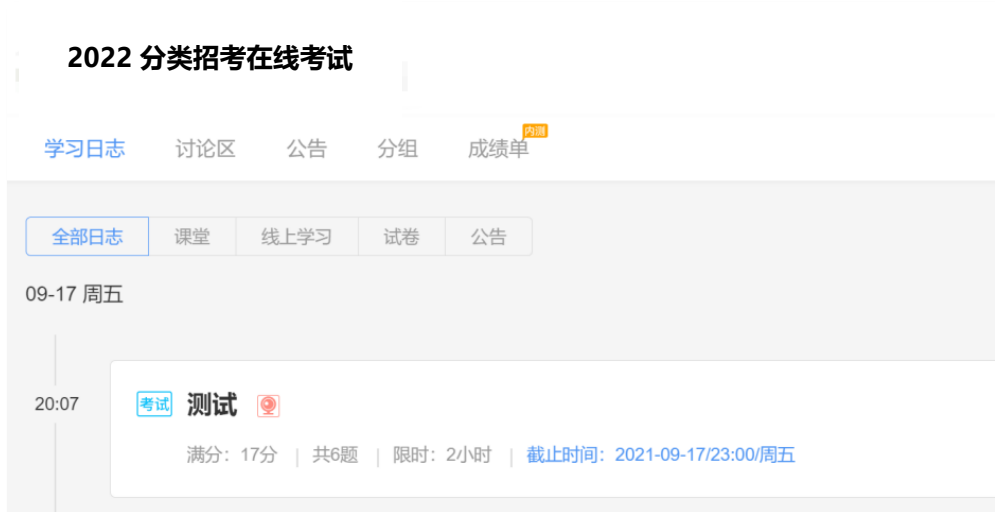 2022 分类招考在线考试
内测
学习日志 讨论区 公告 分组 成绩单
全部日志 课堂 线上学习 试卷 公告
09-17 周五
20:07 考试 测试
满分：17分 | 共6题 | 限时：2小时 | 截止时间：2021-09-17/23:00/周五